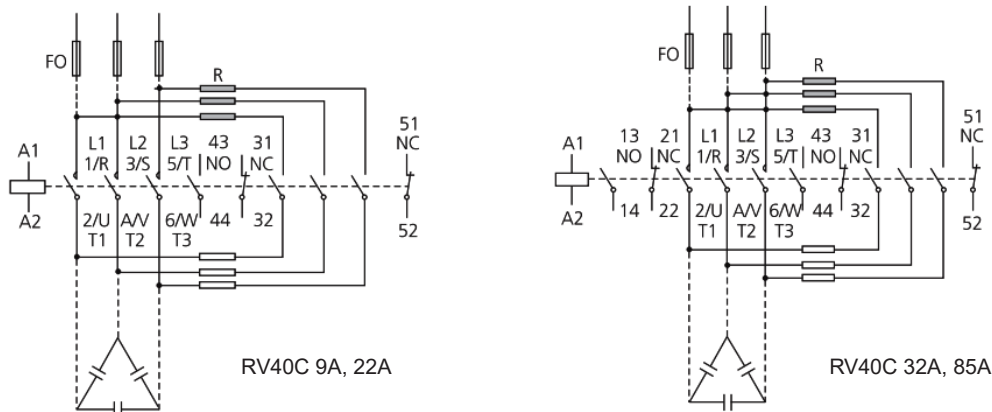 FO
R
51
NC
L1 L2 L3 43 31
1/R 3/S 5/T NO NC
A1
A2
2/U A/V 6/W 44 32
T1 T2 T3
52
RV40C 9A, 22A
FO
R
51
NC
13 21 L1 L2 L3 43 31
NO NC 1/R 3/S 5/T NO NC
A1
A2
14 22 2/U A/V 6/W 44 32
T1 T2 T3
52
RV40C 32A, 85A